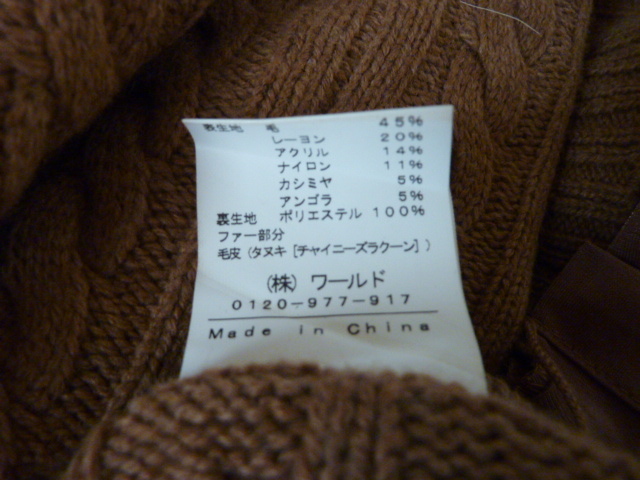 表生地 毛 45%
レーヨン 20%
アクリル 14%
ナイロン 11%
カシミヤ 5%
アンゴラ 5%
裏生地 ポリエステル 100%
ファー部分
毛皮(タヌキ[チャイニーズラクーン])
(株)ワールド
0120-977-917
Made in China